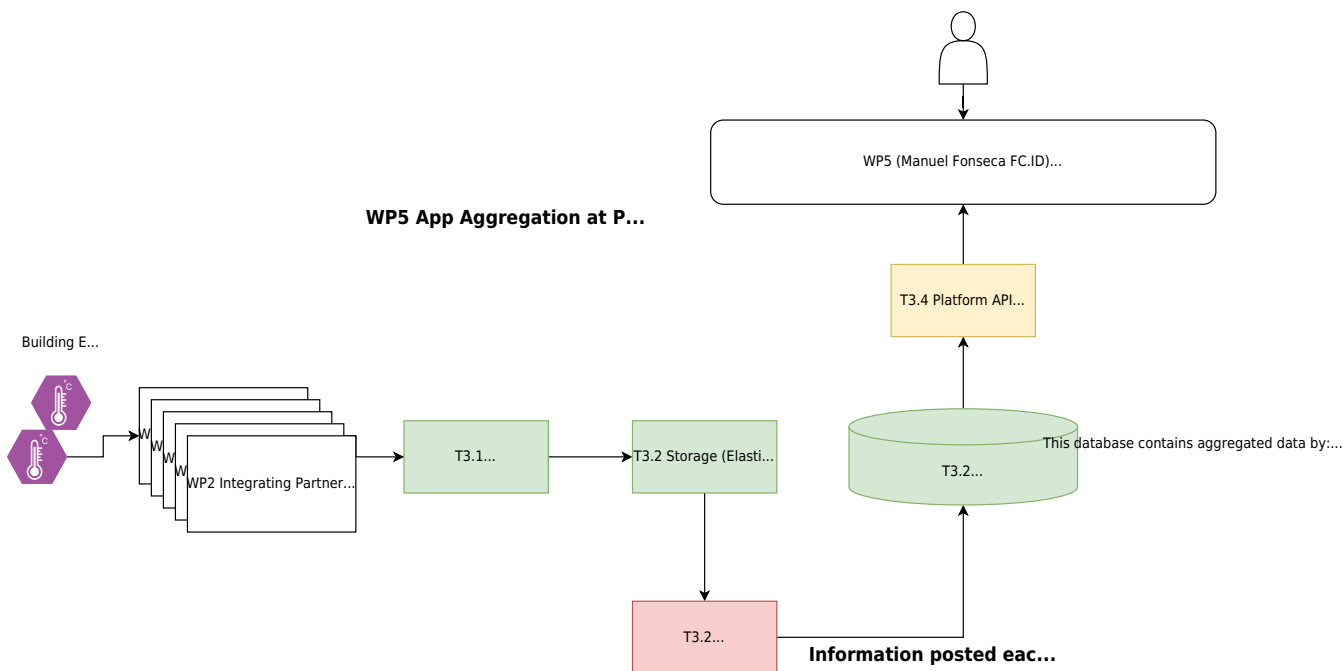 WP5 (Manuel Fonseca FC.ID)...
WP5 App Aggregation at P...
T3.4 Platform API...
Building E...
°C
°C
W
W
W
W
WP2 Integrating Partner...
T3.1...
T3.2 Storage (Elasti...
This database contains aggregated data by:...
T3.2...
T3.2...
Information posted eac...